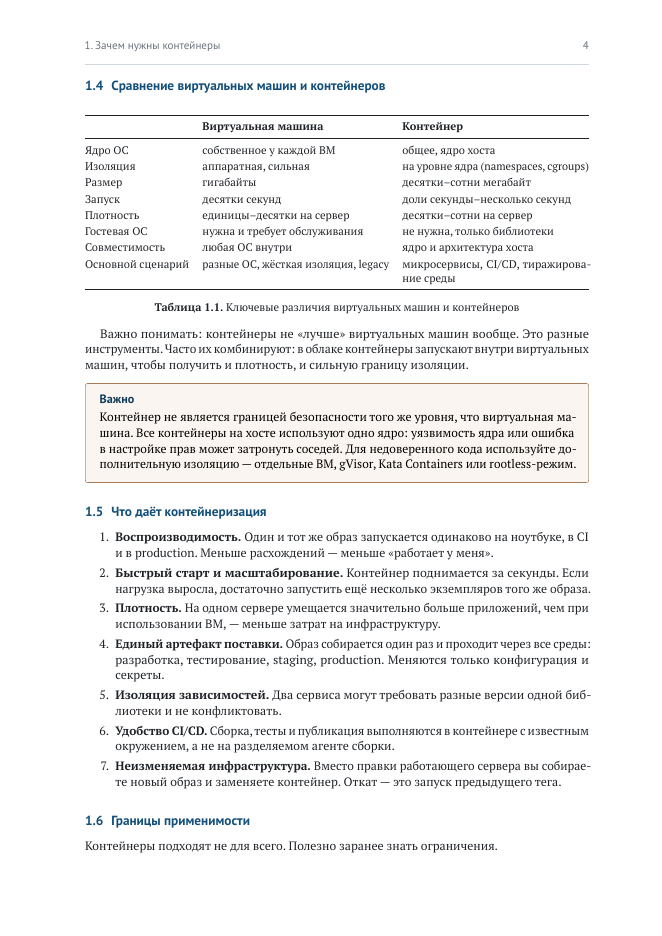 1. Зачем нужны контейнеры 4
1.4 Сравнение виртуальных машин и контейнеров
Виртуальная машина Контейнер
Ядро ОС собственное у каждой ВМ общее, ядро хоста
Изоляция аппаратная, сильная на уровне ядра (namespaces, cgroups)
Размер гигабайты десятки–сотни мегабайт
Запуск десятки секунд доли секунды–несколько секунд
Плотность единицы–десятки на сервер десятки–сотни на сервер
Гостевая ОС нужна и требует обслуживания не нужна, только библиотеки
Совместимость любая ОС внутри ядро и архитектура хоста
Основной сценарий разные ОС, жёсткая изоляция, legacy микросервисы, CI/CD, тиражирова-
ние среды
Таблица 1.1. Ключевые различия виртуальных машин и контейнеров
Важно понимать: контейнеры не «лучше» виртуальных машин вообще. Это разные
инструменты. Часто их комбинируют: в облаке контейнеры запускают внутри виртуальных
машин, чтобы получить и плотность, и сильную границу изоляции.
Важно
Контейнер не является границей безопасности того же уровня, что виртуальная ма-
шина. Все контейнеры на хосте используют одно ядро: уязвимость ядра или ошибка
в настройке прав может затронуть соседей. Для недоверенного кода используйте до-
полнительную изоляцию — отдельные ВМ, gVisor, Kata Containers или rootless-режим.
1.5 Что даёт контейнеризация
1. Воспроизводимость. Один и тот же образ запускается одинаково на ноутбуке, в CI
и в production. Меньше расхождений — меньше «работает у меня».
2. Быстрый старт и масштабирование. Контейнер поднимается за секунды. Если
нагрузка выросла, достаточно запустить ещё несколько экземпляров того же образа.
3. Плотность. На одном сервере умещается значительно больше приложений, чем при
использовании ВМ, — меньше затрат на инфраструктуру.
4. Единый артефакт поставки. Образ собирается один раз и проходит через все среды:
разработка, тестирование, staging, production. Меняются только конфигурация и
секреты.
5. Изоляция зависимостей. Два сервиса могут требовать разные версии одной биб-
лиотеки и не конфликтовать.
6. Удобство CI/CD. Сборка, тесты и публикация выполняются в контейнере с известным
окружением, а не на разделяемом агенте сборки.
7. Неизменяемая инфраструктура. Вместо правки работающего сервера вы собирае-
те новый образ и заменяете контейнер. Откат — это запуск предыдущего тега.
1.6 Границы применимости
Контейнеры подходят не для всего. Полезно заранее знать ограничения.